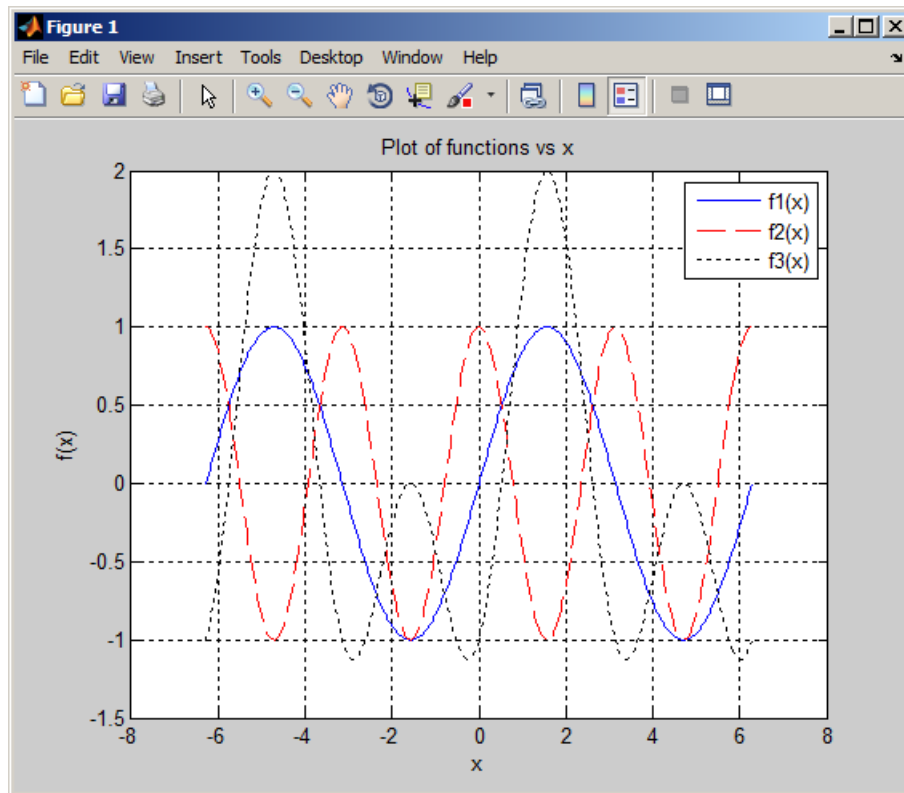 Figure 1
File Edit View Insert Tools Desktop Window Help
Plot of functions vs x
2
1.5
1
0.5
0
-0.5
-1
-1.5
f(x)
f1(x)
f2(x)
f3(x)
-8 -6 -4 -2 0 2 4 6 8
x